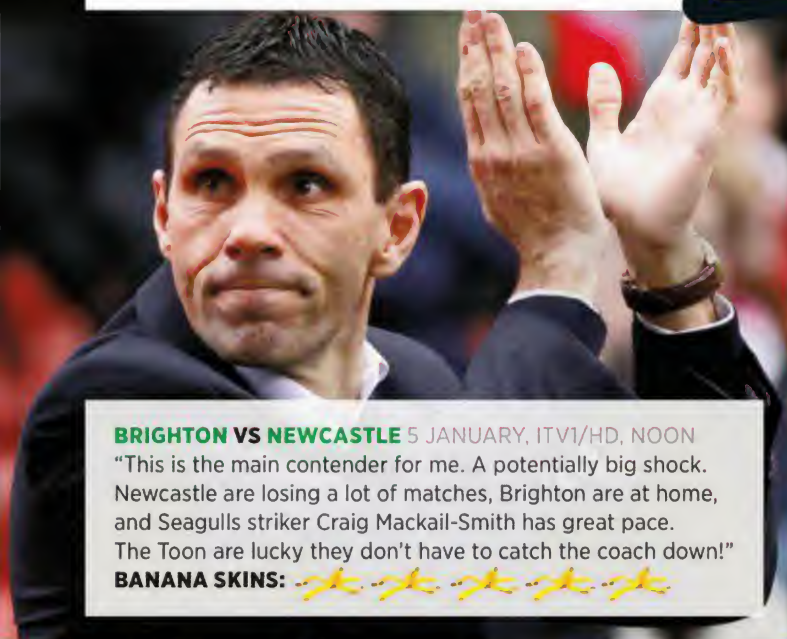 BRIGHTON VS NEWCASTLE 5 JANUARY, ITV1/HD, NOON
“This is the main contender for me. A potentially big shock.
Newcastle are losing a lot of matches, Brighton are at home,
and Seagulls striker Craig Mackail-Smith has great pace.
The Toon are lucky they don't have to catch the coach down!”
BANANA SKINS: